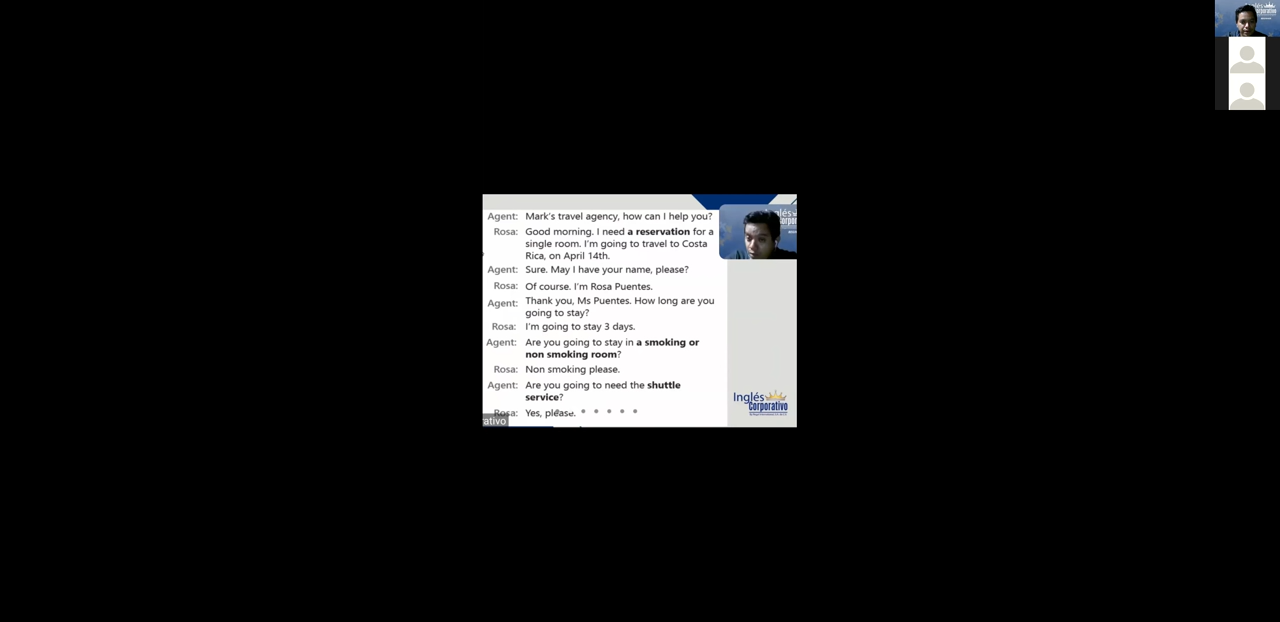 Agent: Mark's travel agency, how can I help you?
Rosa: Good morning. I need a reservation for a
single room. I'm going to travel to Costa
Rica, on April 14th.
Agent: Sure. May I have your name, please?
Rosa: Of course. I'm Rosa Puentes.
Agent: Thank you, Ms Puentes. How long are you
going to stay?
Rosa: I'm going to stay 3 days.
Agent: Are you going to stay in a smoking or
non smoking room?
Rosa: Non smoking please.
Agent: Are you going to need the shuttle
service?
Rosa: Yes, please.
rativo
Inglés
Corporativo